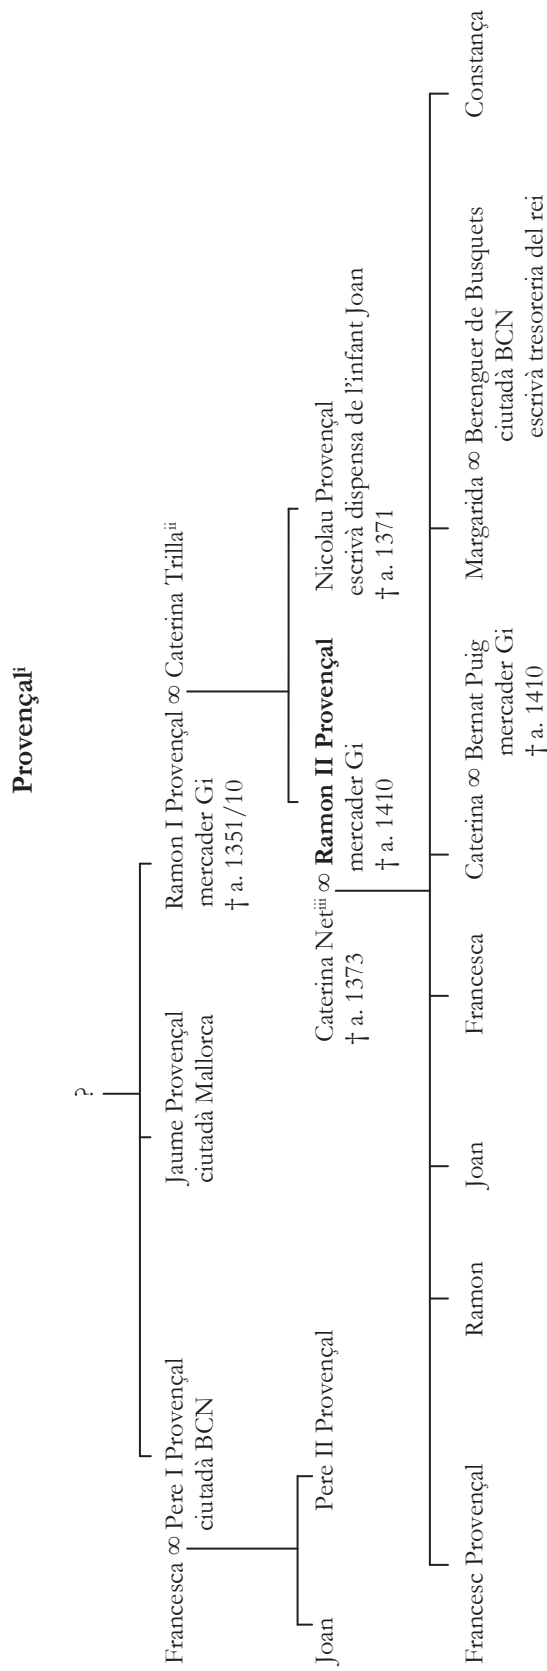 Provençalⁱ
?
Francesca ∞ Pere I Provençal
ciutadà BCN
Jaume Provençal
ciutadà Mallorca
Ramon I Provençal ∞ Caterina Trillaⁱⁱ
mercader Gi
† a. 1351/10
Joan
Pere II Provençal
Caterina Netⁱⁱⁱ ∞ Ramon II Provençal
† a. 1373
mercader Gi
† a. 1410
Nicolau Provençal
escrivà dispensa de l’infant Joan
† a. 1371
Francesc Provençal
Ramon
Joan
Francesca
Caterina ∞ Bernat Puig
mercader Gi
† a. 1410
Margarida ∞ Berenguer de Busquets
ciutadà BCN
escrivà tresoreria del rei
Constança